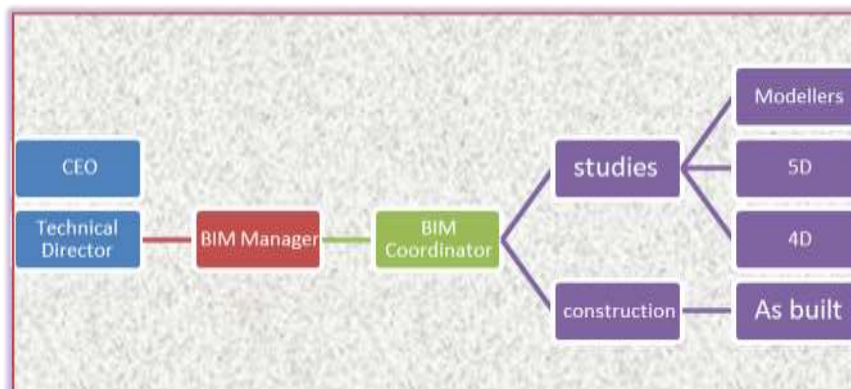 CEO
Technical
Director
BIM Manager
BIM
Coordinator
studies
construction
Modellers
5D
4D
As built